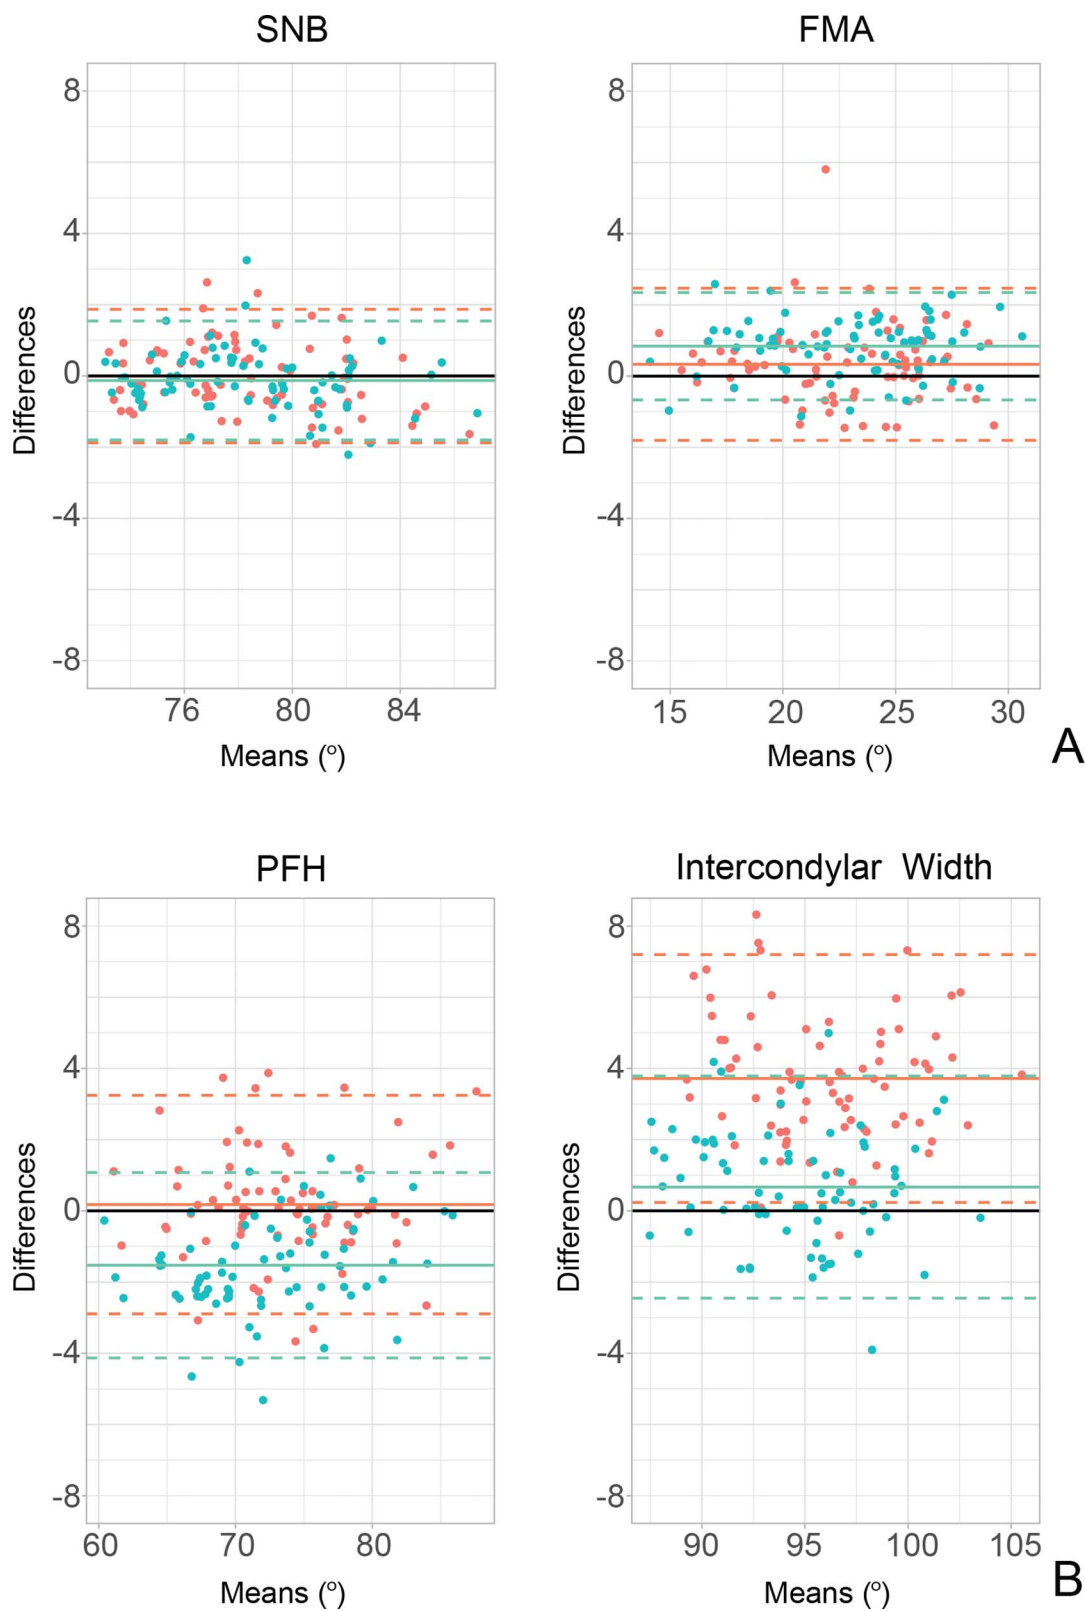 SNB
8
4
0
-4
-8
Differences
76 80 84
Means (°)
FMA
8
4
0
-4
-8
Differences
15 20 25 30
Means (°)
A
PFH
8
4
0
-4
-8
Differences
60 70 80
Means (°)
Intercondylar Width
8
4
0
-4
-8
Differences
90 95 100 105
Means (°)
B